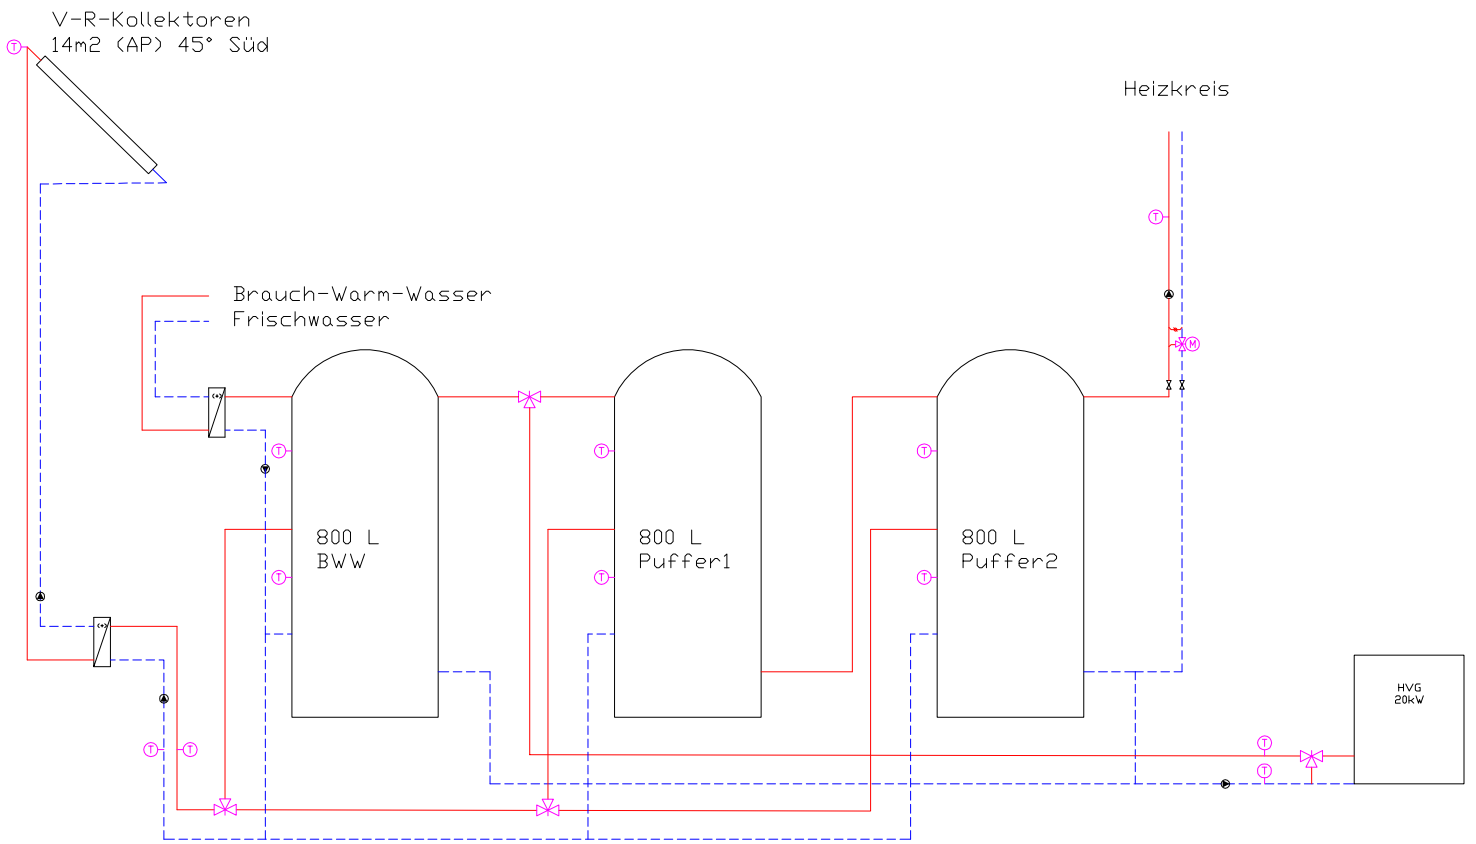 V-R-Kollektoren
14m2 (AP) 45° Süd
T
Heizkreis
T
Brauch-Warm-Wasser
Frischwasser
M
(+)
T
T
T
800 L
BWW
800 L
Puffer1
800 L
Puffer2
T
T
T
(+)
HVG
20kW
T
T
T
T